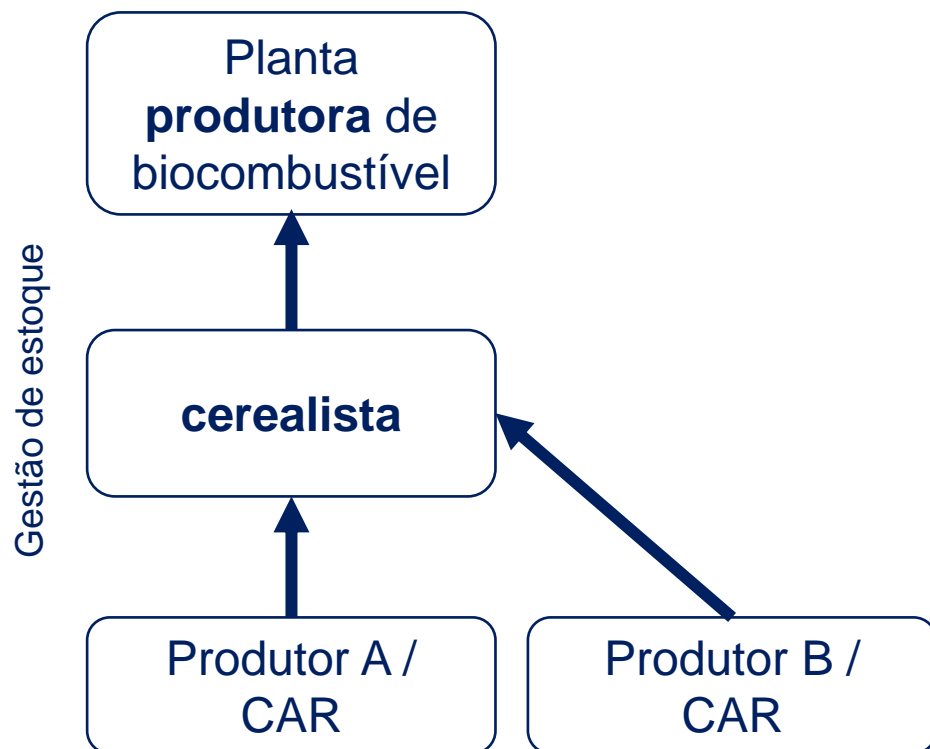 Planta
produtora de
biocombustível
Gestão de estoque
cerealista
Produtor A /
CAR
Produtor B /
CAR